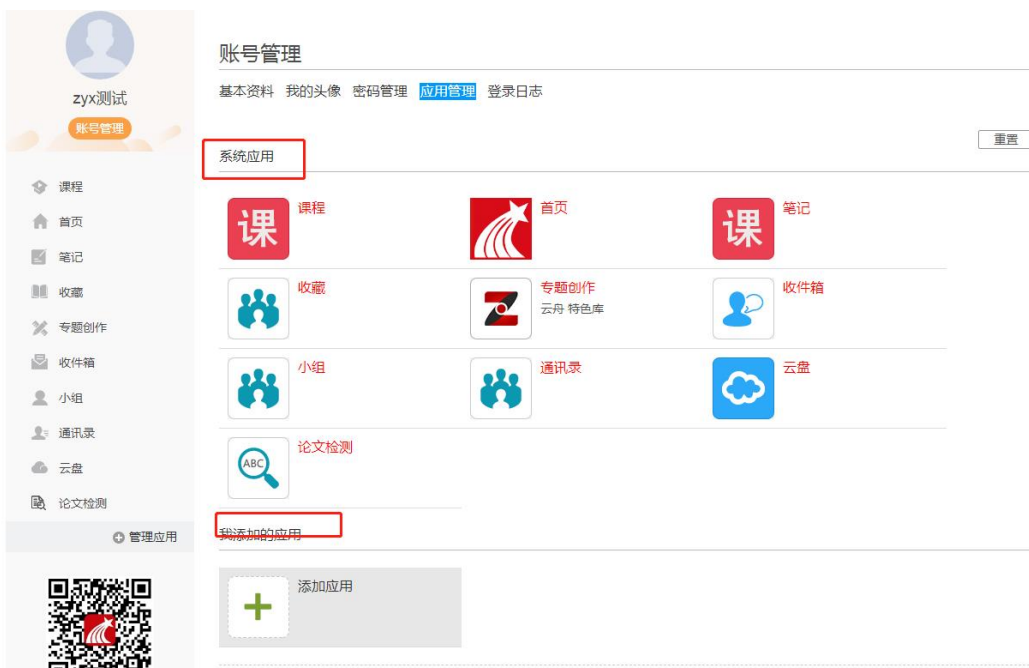 zyx测试
账号管理
课程
首页
笔记
收藏
专题创作
收件箱
小组
通讯录
云盘
论文检测
管理应用
账号管理
基本资料 我的头像 密码管理 应用管理 登录日志
重置
系统应用
课 课程
首页
课 笔记
收藏
专题创作
云舟 特色库
收件箱
小组
通讯录
云盘
ABC 论文检测
我添加的应用
添加应用